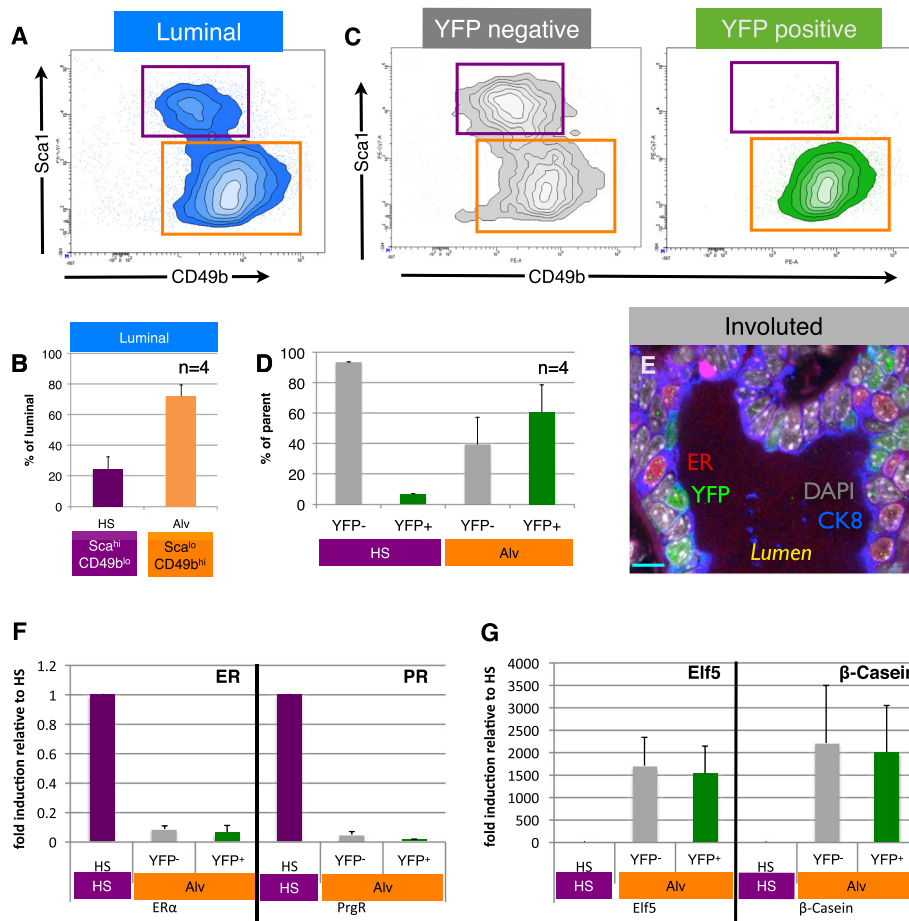 A
Luminal
Sca1
CD49b
C
YFP negative
YFP positive
Sca1
PE-A
PE-A
CD49b
B
Luminal
n=4
% of luminal
100
80
60
40
20
0
HS
Alv
Sca^hi
CD49b^lo
Sca^lo
CD49b^hi
D
n=4
% of parent
100
80
60
40
20
0
YFP-
YFP+
YFP-
YFP+
HS
Alv
Involuted
E
ER
YFP
DAPI
CK8
Lumen
F
fold induction relative to HS
1.2
1
0.8
0.6
0.4
0.2
0
ER
PR
HS
YFP-
YFP+
HS
YFP-
YFP+
HS
Alv
HS
Alv
ERα
PrgR
G
fold induction relative to HS
4000
3500
3000
2500
2000
1500
1000
500
0
Elf5
β-Casein
HS
YFP-
YFP+
HS
YFP-
YFP+
HS
Alv
HS
Alv
Elf5
β-Casein